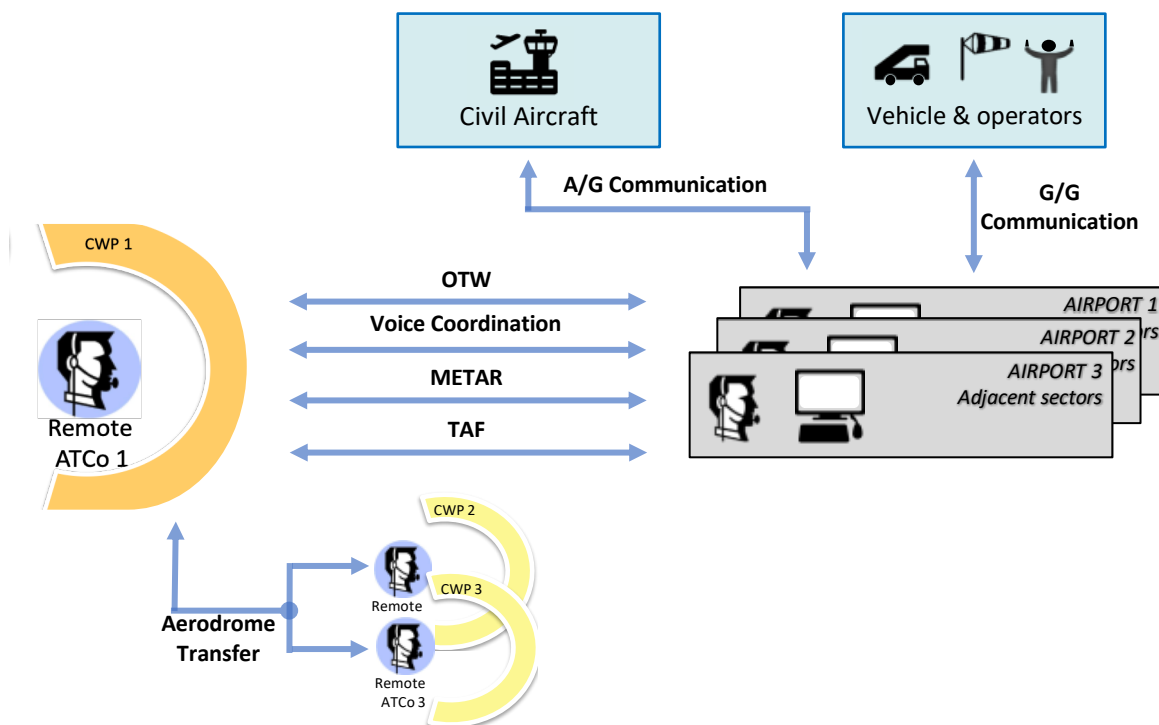 Civil Aircraft
Vehicle & operators
A/G Communication
G/G
Communication
CWP 1
OTW
Voice Coordination
METAR
TAF
Remote
ATCo 1
AIRPORT 1
AIRPORT 2
AIRPORT 3
Adjacent sectors
CWP 2
CWP 3
Remote
Remote
ATCo 3
Aerodrome
Transfer